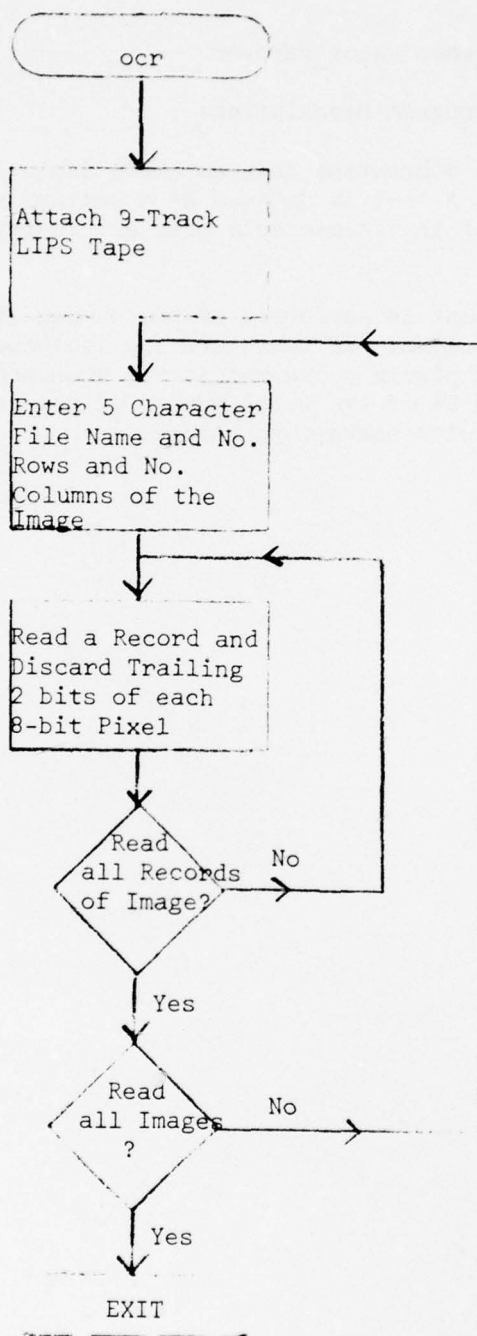 ocr
Attach 9-Track
LIPS Tape
Enter 5 Character
File Name and No.
Rows and No.
Columns of the
Image
Read a Record and
Discard Trailing
2 bits of each
8-bit Pixel
Read
all Records
of Image?
No
Yes
Read
all Images
?
No
Yes
EXIT